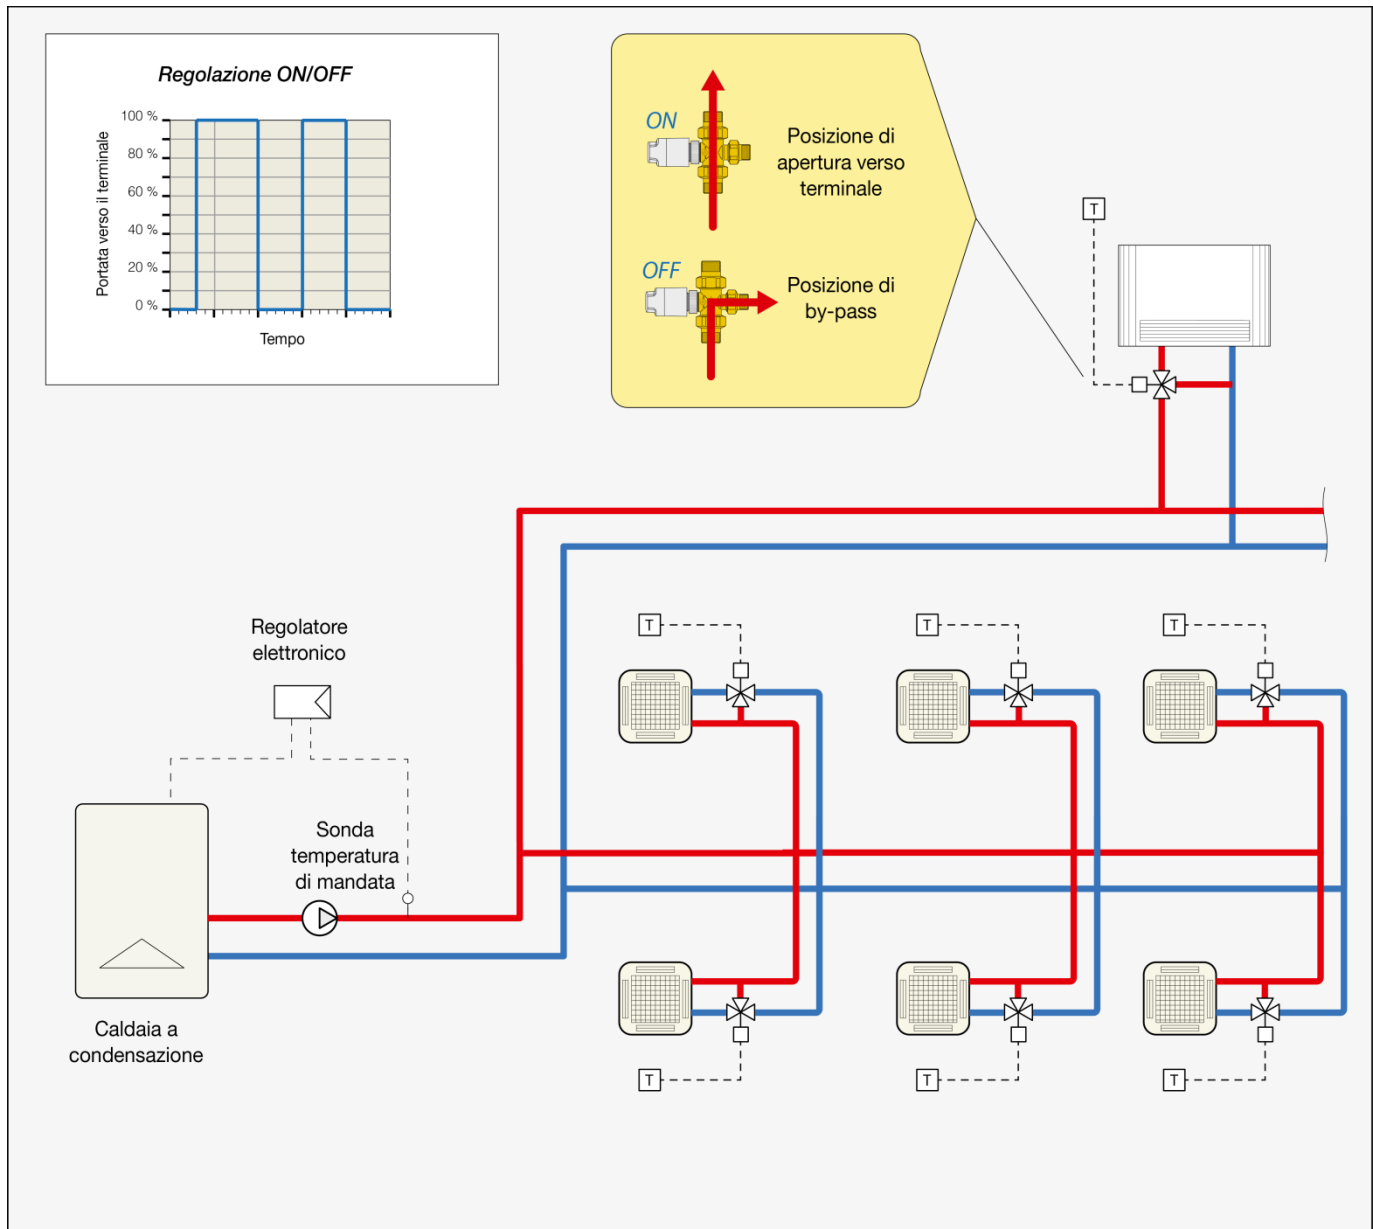 Regolazione ON/OFF
Portata verso il terminale
100 %
80 %
60 %
40 %
20 %
0 %
Tempo
ON
Posizione di
apertura verso
terminale
OFF
Posizione di
by-pass
T
Regolatore
elettronico
T
T
T
Sonda
temperatura
di mandata
Caldaia a
condensazione
T
T
T